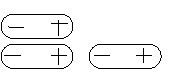 − +
− + − +